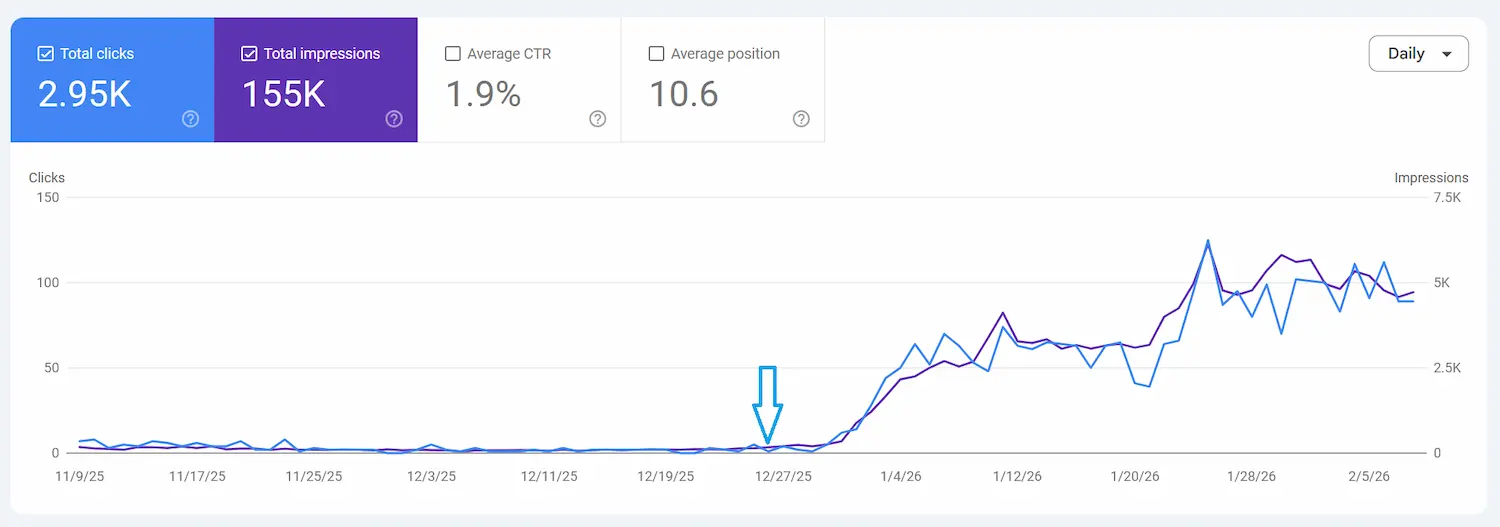 Total clicks
2.95K
Total impressions
155K
Average CTR
1.9%
Average position
10.6
Daily
Clicks
Impressions
150
7.5K
100
5K
50
2.5K
0
0
11/9/25 11/17/25 11/25/25 12/3/25 12/11/25 12/19/25 12/27/25 1/4/26 1/12/26 1/20/26 1/28/26 2/5/26